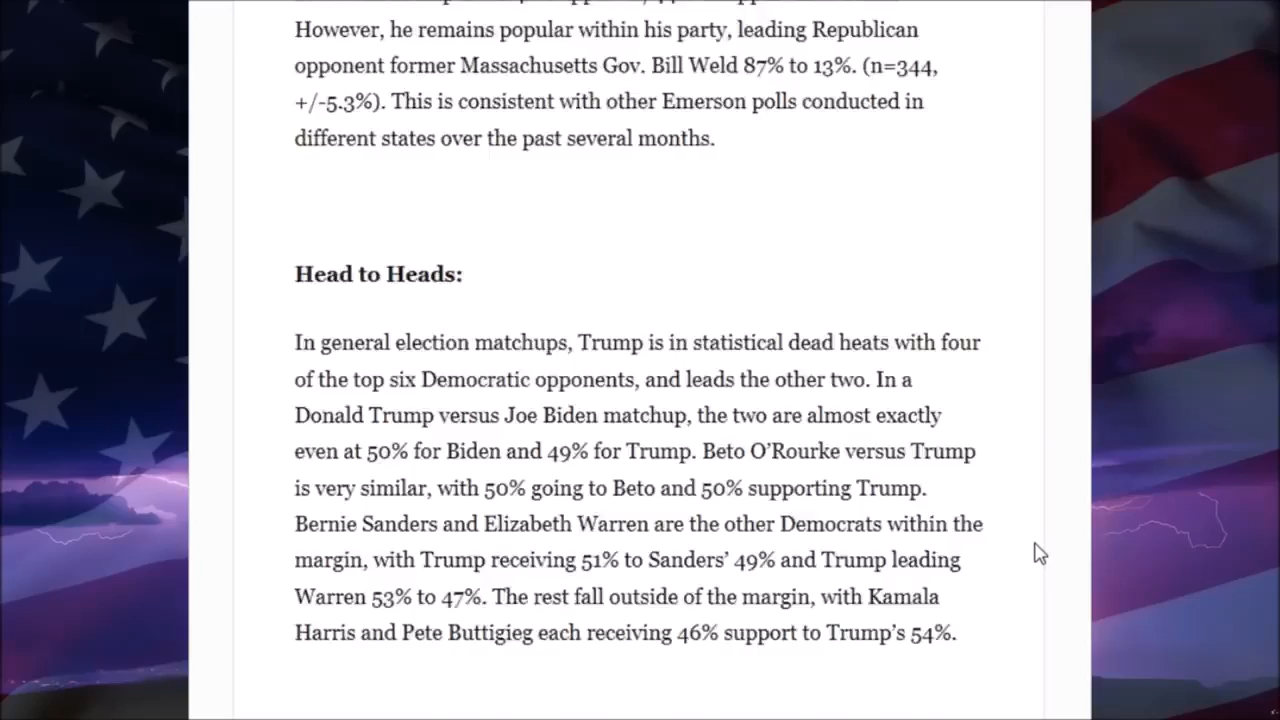 However, he remains popular within his party, leading Republican
opponent former Massachusetts Gov. Bill Weld 87% to 13%. (n=344,
+/-5.3%). This is consistent with other Emerson polls conducted in
different states over the past several months.
Head to Heads:
In general election matchups, Trump is in statistical dead heats with four
of the top six Democratic opponents, and leads the other two. In a
Donald Trump versus Joe Biden matchup, the two are almost exactly
even at 50% for Biden and 49% for Trump. Beto O’Rourke versus Trump
is very similar, with 50% going to Beto and 50% supporting Trump.
Bernie Sanders and Elizabeth Warren are the other Democrats within the
margin, with Trump receiving 51% to Sanders’ 49% and Trump leading
Warren 53% to 47%. The rest fall outside of the margin, with Kamala
Harris and Pete Buttigieg each receiving 46% support to Trump’s 54%.